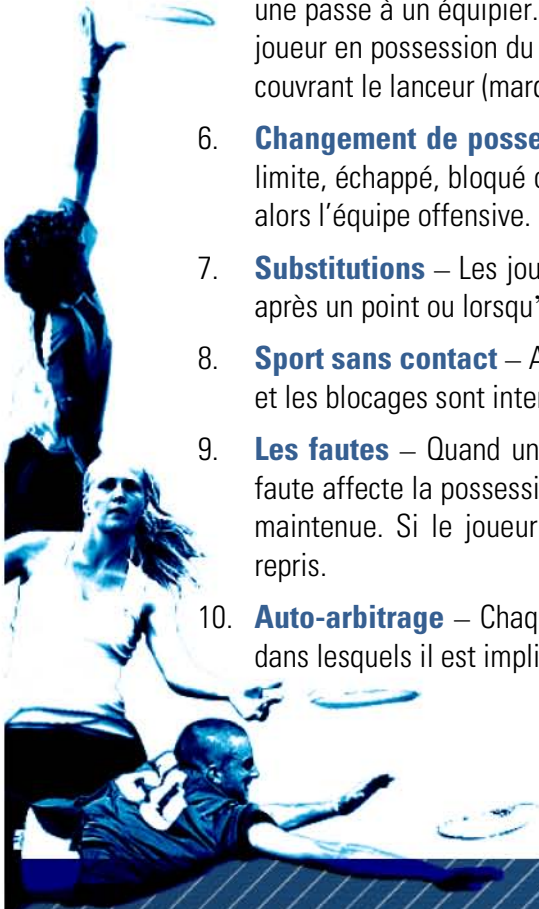 une passe à un équipier.
joueur en possession du
couvrant le lanceur (marq
6. Changement de posse
limite, échappé, bloqué o
alors l’équipe offensive.
7. Substitutions – Les jou
après un point ou lorsqu’
8. Sport sans contact – A
et les blocages sont inter
9. Les fautes – Quand un
faute affecte la possessi
maintenue. Si le joueur
repris.
10. Auto-arbitrage – Chaq
dans lesquels il est impli